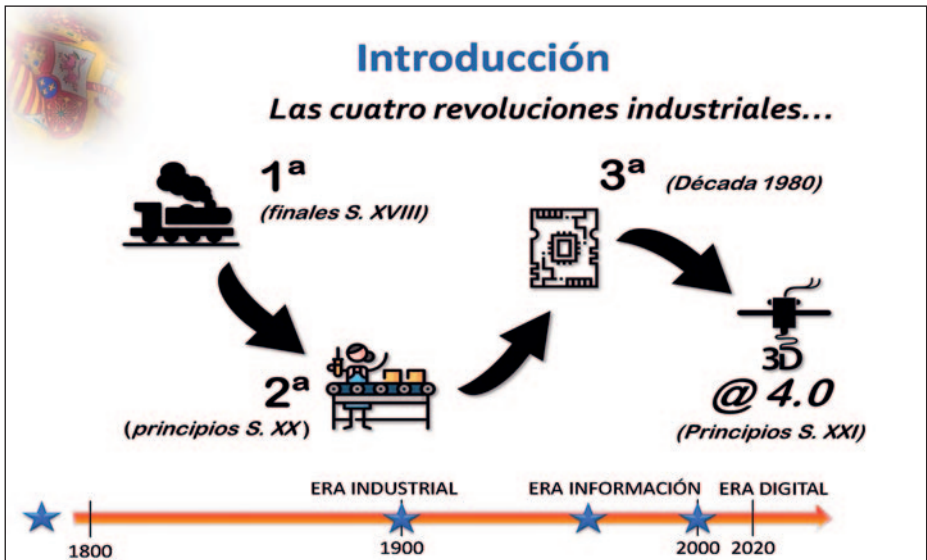 Introducción
Las cuatro revoluciones industriales...
1ª
(finales S. XVIII)
2ª
(principios S. XX)
3ª (Década 1980)
3D
@ 4.0
(Principios S. XXI)
ERA INDUSTRIAL ERA INFORMACIÓN ERA DIGITAL
1800 1900 2000 2020